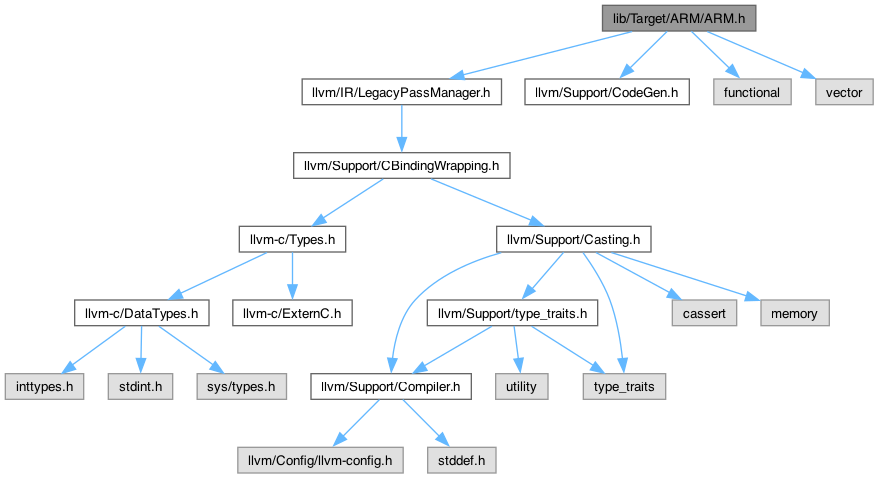 lib/Target/ARM/ARM.h
llvm/IR/LegacyPassManager.h
llvm/Support/CodeGen.h
functional
vector
llvm/Support/CBindingWrapping.h
llvm-c/Types.h
llvm/Support/Casting.h
llvm-c/DataTypes.h
llvm-c/ExternC.h
llvm/Support/type_traits.h
cassert
memory
inttypes.h
stdint.h
sys/types.h
llvm/Support/Compiler.h
utility
type_traits
llvm/Config/llvm-config.h
stddef.h